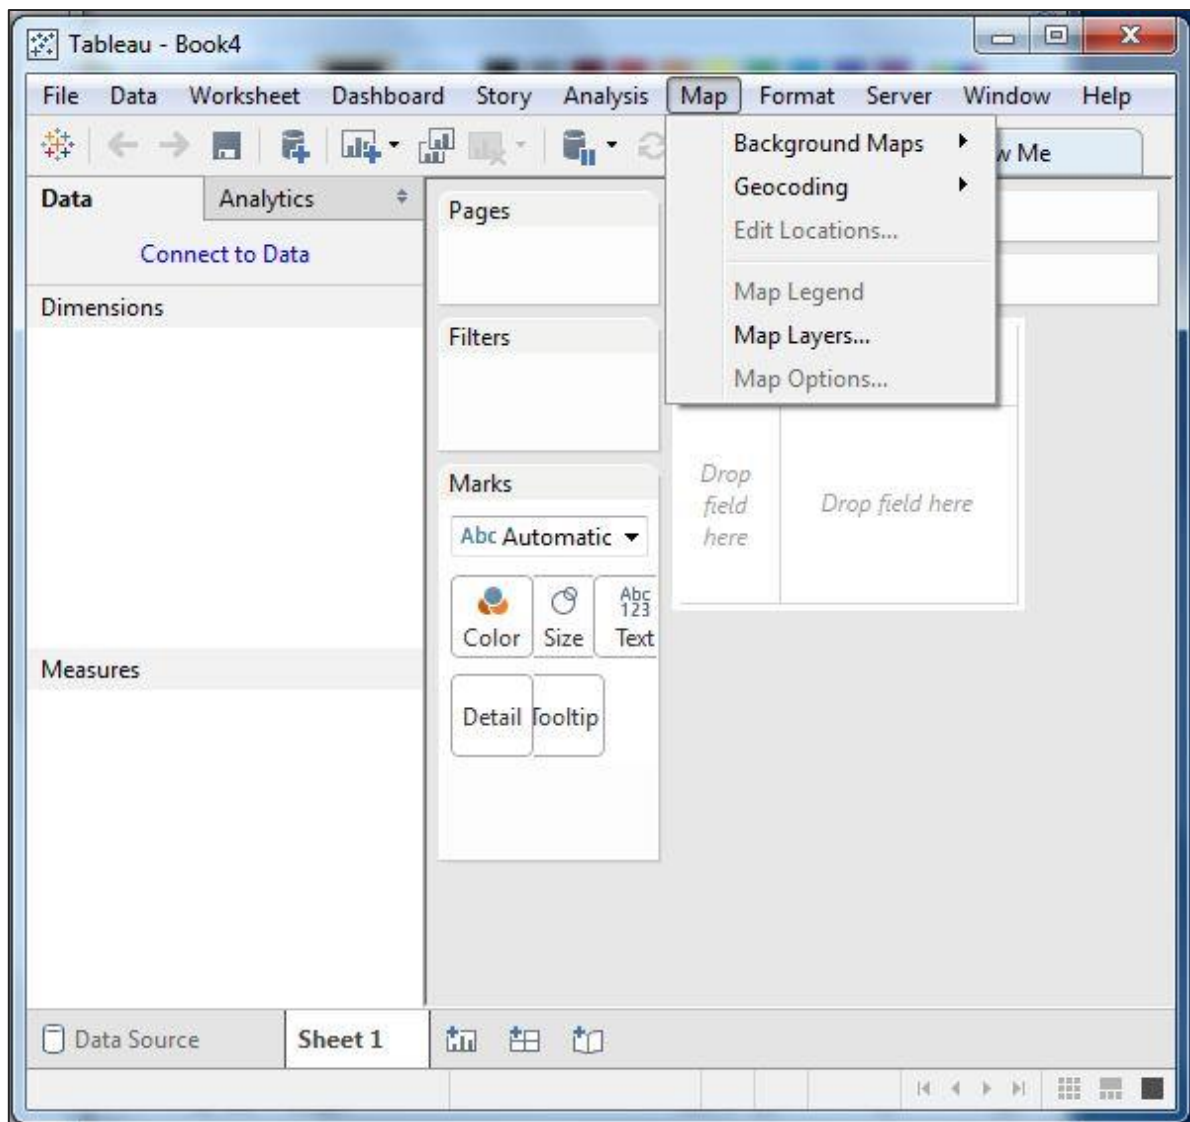 Tableau - Book4
File Data Worksheet Dashboard Story Analysis Map Format Server Window Help
Background Maps
Geocoding
Edit Locations...
Map Legend
Map Layers...
Map Options...
w Me
Data Analytics
Connect to Data
Dimensions
Measures
Pages
Filters
Marks
Abc Automatic
Color
Size
Abc
123
Text
Detail
Tooltip
Drop
field
here
Drop field here
Data Source
Sheet 1